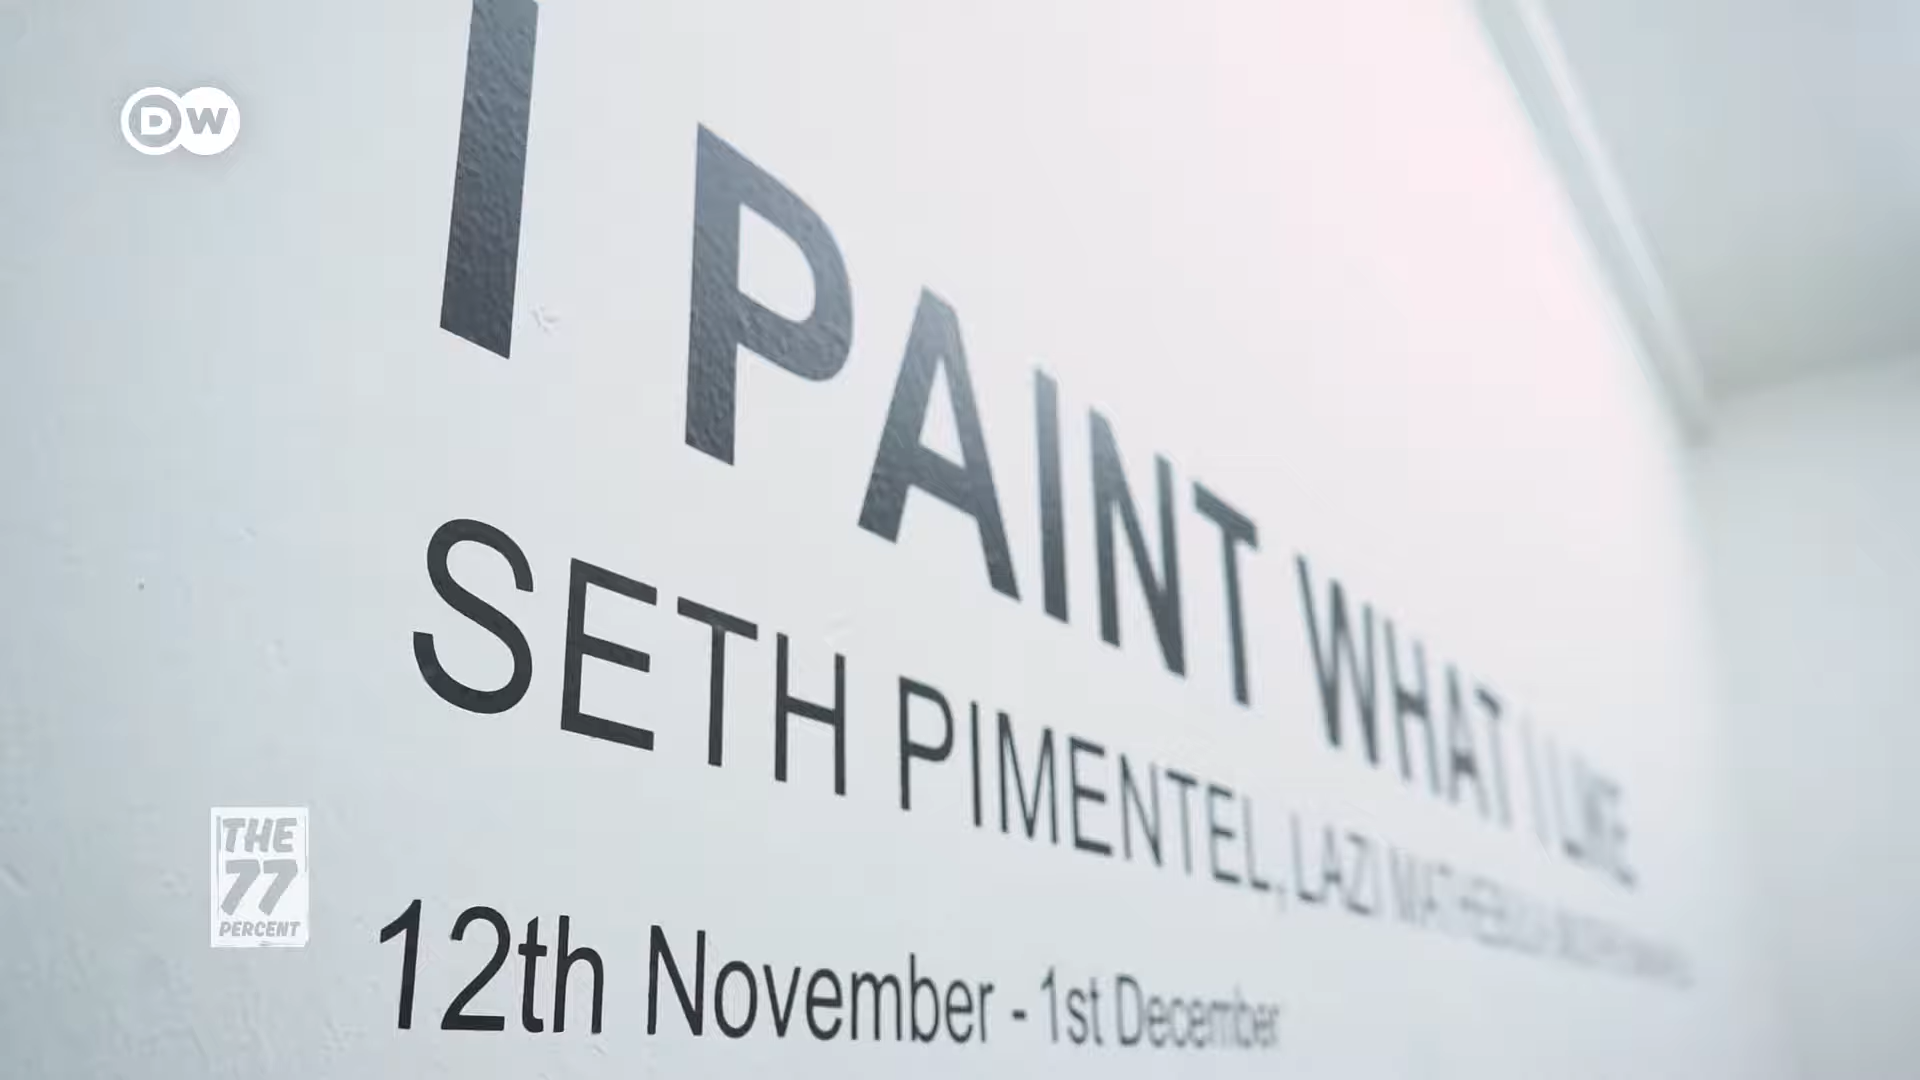 DW
I PAINT WHAT I LIKE
SETH PIMENTEL, LAZI
THE
77
PERCENT
12th November - 1st December